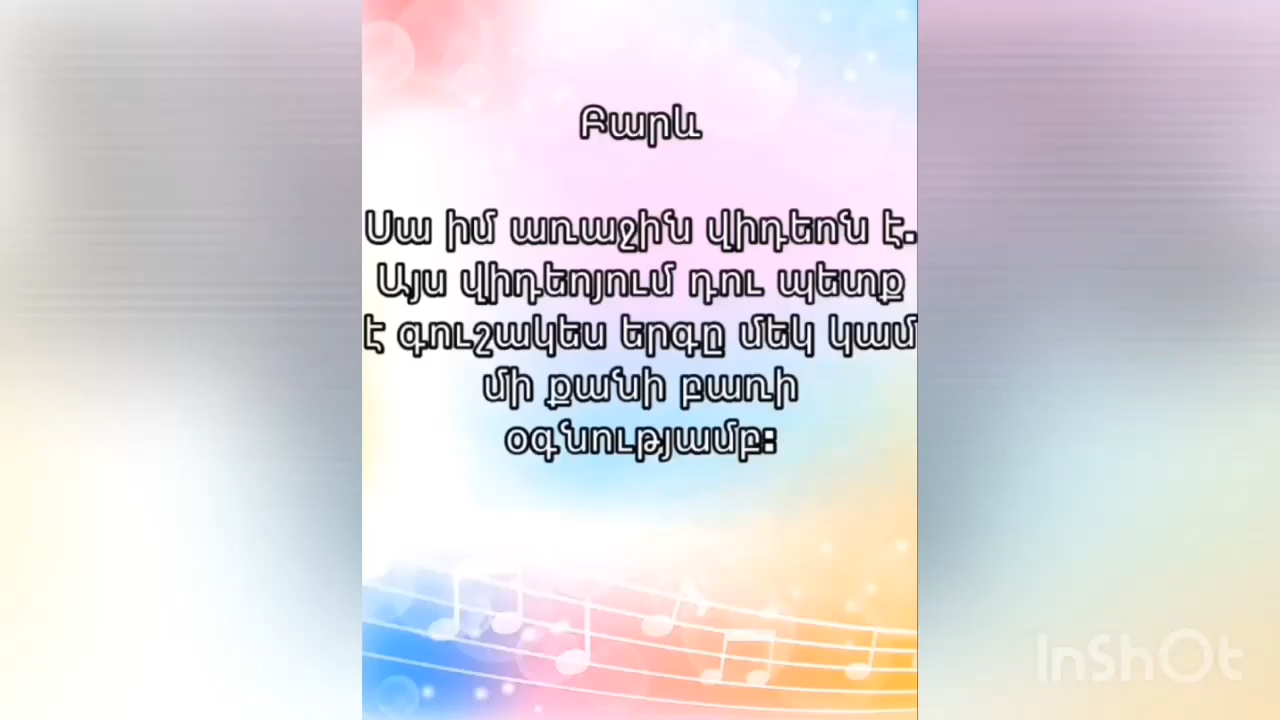 Բարև
Սա իմ առաջին վիդեոն է.
Այս վիդեոյում դու պետք
է գուշակես երգը մեկ կամ
մի քանի բառի
օգնությամբ:
InShOt